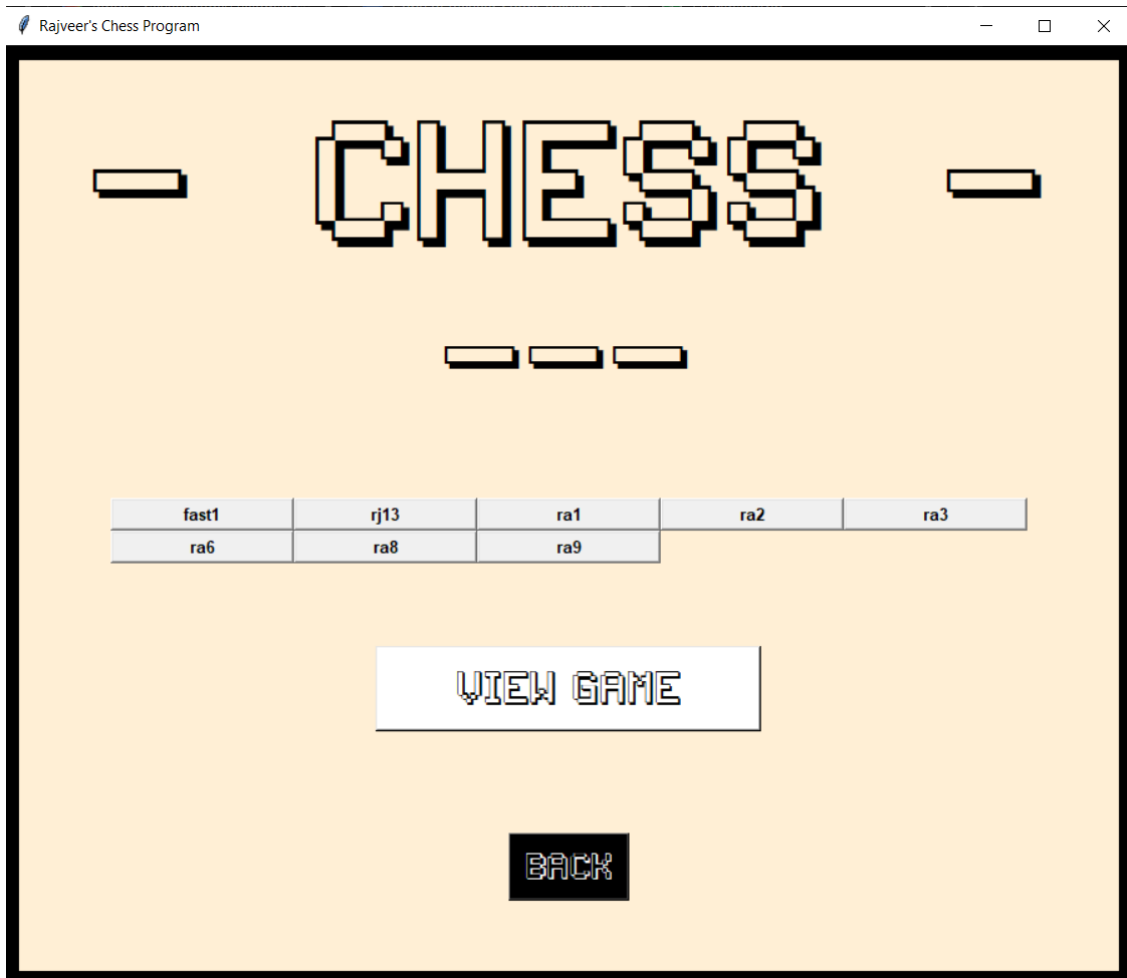 Rajveer's Chess Program
- CHESS -
---
fast1 rj13 ra1 ra2 ra3
ra6 ra8 ra9
VIEW GAME
BACK